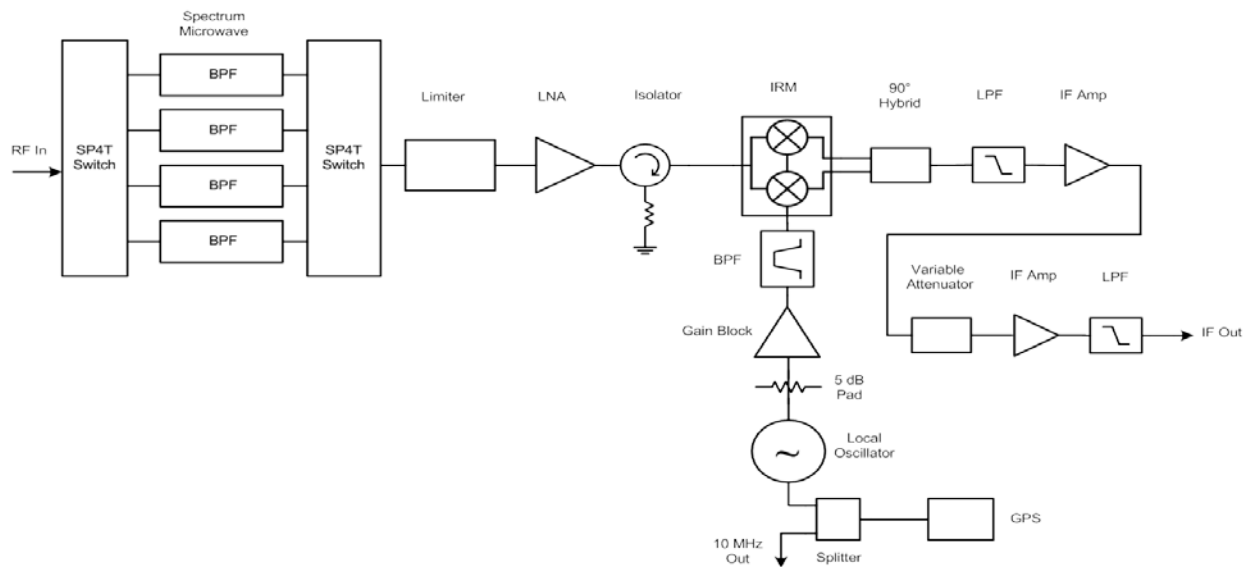 Spectrum
Microwave
RF In
SP4T
Switch
BPF
BPF
BPF
BPF
SP4T
Switch
Limiter
LNA
Isolator
IRM
90°
Hybrid
LPF
IF Amp
BPF
Gain Block
5 dB
Pad
Local
Oscillator
~
10 MHz
Out
Splitter
GPS
Variable
Attenuator
IF Amp
LPF
IF Out